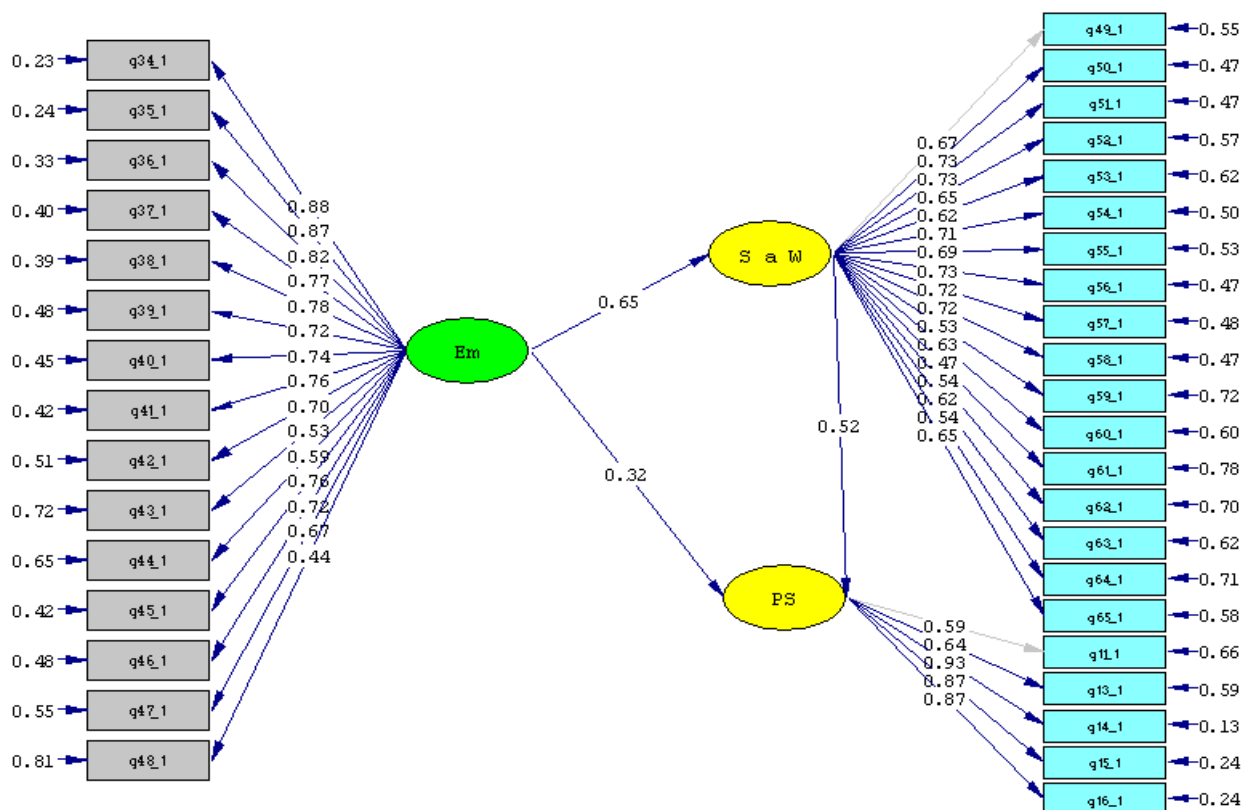 0.23 q34_1
0.24 q35_1
0.33 q36_1
0.40 q37_1
0.39 q38_1
0.48 q39_1
0.45 q40_1
0.42 q41_1
0.51 q42_1
0.72 q43_1
0.65 q44_1
0.42 q45_1
0.48 q46_1
0.55 q47_1
0.81 q48_1
0.88
0.87
0.82
0.77
0.78
0.72
0.74
0.76
0.70
0.53
0.59
0.76
0.72
0.67
0.44
Em
0.65
0.32
S a W
0.52
PS
0.67
0.73
0.73
0.65
0.62
0.71
0.69
0.73
0.72
0.72
0.53
0.63
0.47
0.54
0.62
0.54
0.65
0.59
0.64
0.93
0.87
0.87
q49_1 0.55
q50_1 0.47
q51_1 0.47
q52_1 0.57
q53_1 0.62
q54_1 0.50
q55_1 0.53
q56_1 0.47
q57_1 0.48
q58_1 0.47
q59_1 0.72
q60_1 0.60
q61_1 0.78
q62_1 0.70
q63_1 0.62
q64_1 0.71
q65_1 0.58
q11_1 0.66
q13_1 0.59
q14_1 0.13
q15_1 0.24
q16_1 0.24